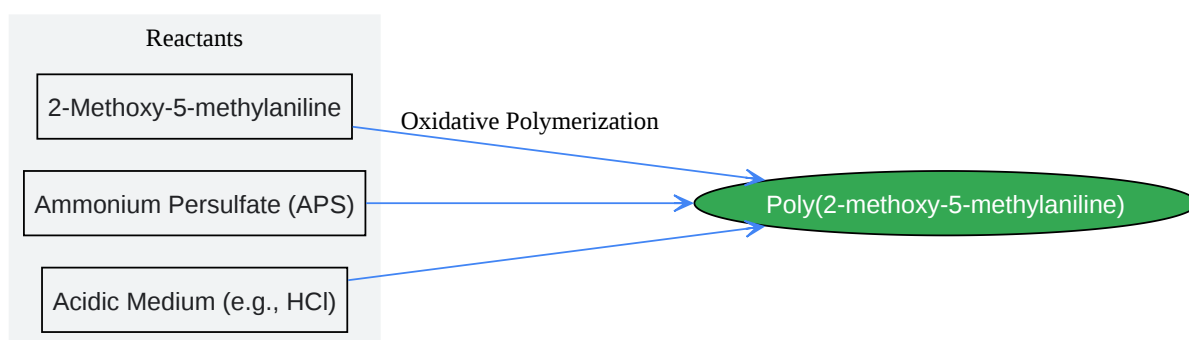 Reactants
2-Methoxy-5-methylaniline
Oxidative Polymerization
Ammonium Persulfate (APS)
Poly(2-methoxy-5-methylaniline)
Acidic Medium (e.g., HCl)